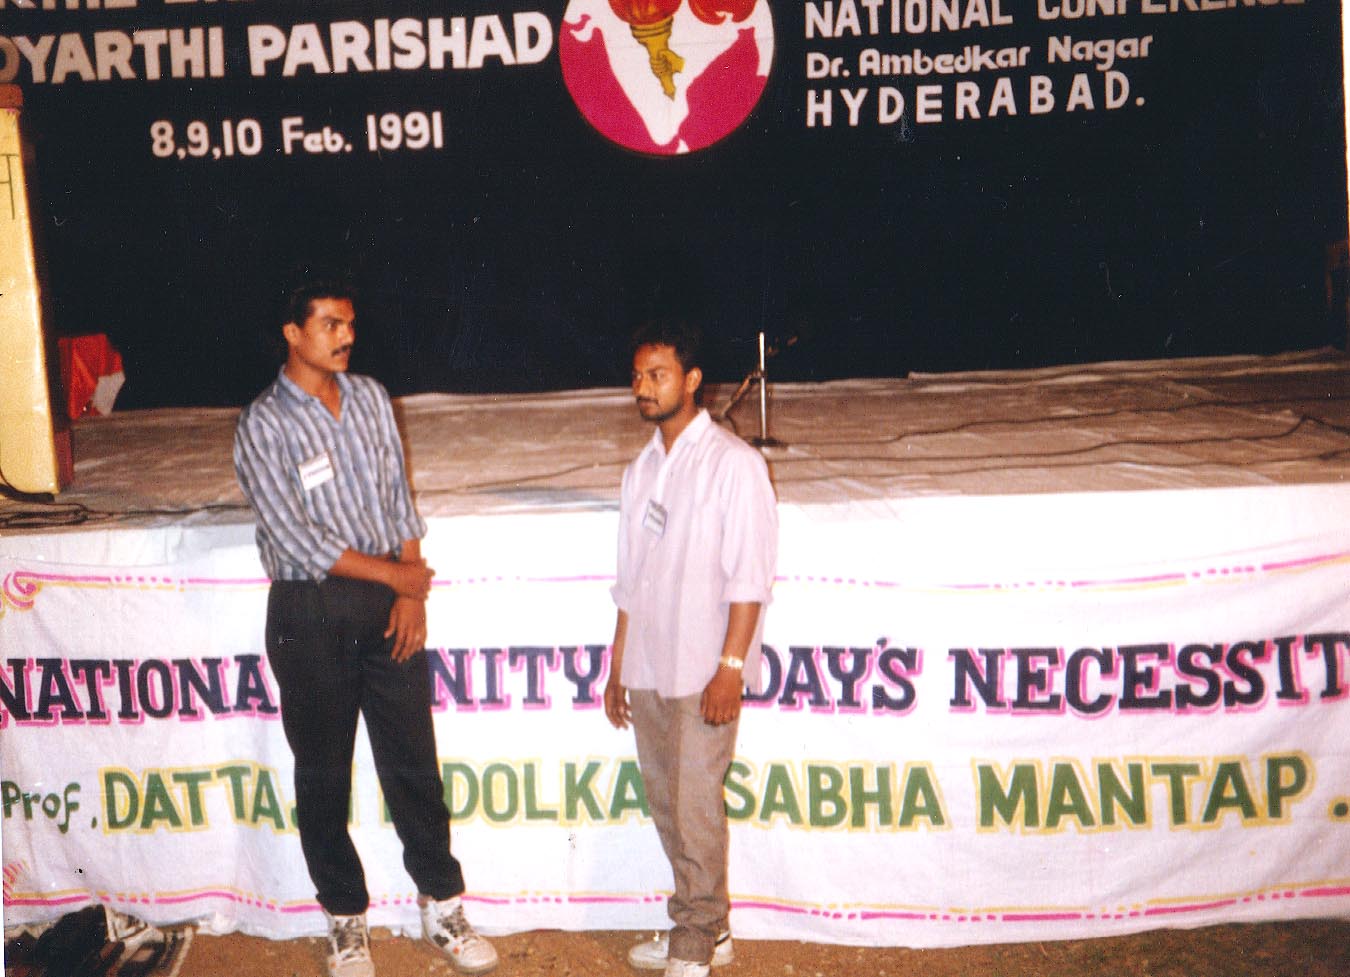 DYARTHI PARISHAD
8,9,10 Feb. 1991
NATIONAL CONFERENCE
Dr. Ambedkar Nagar
HYDERABAD.
NATIONA NITY DAY'S NECESSIT
Prof. DATTA DOLKA SABHA MANTAP.